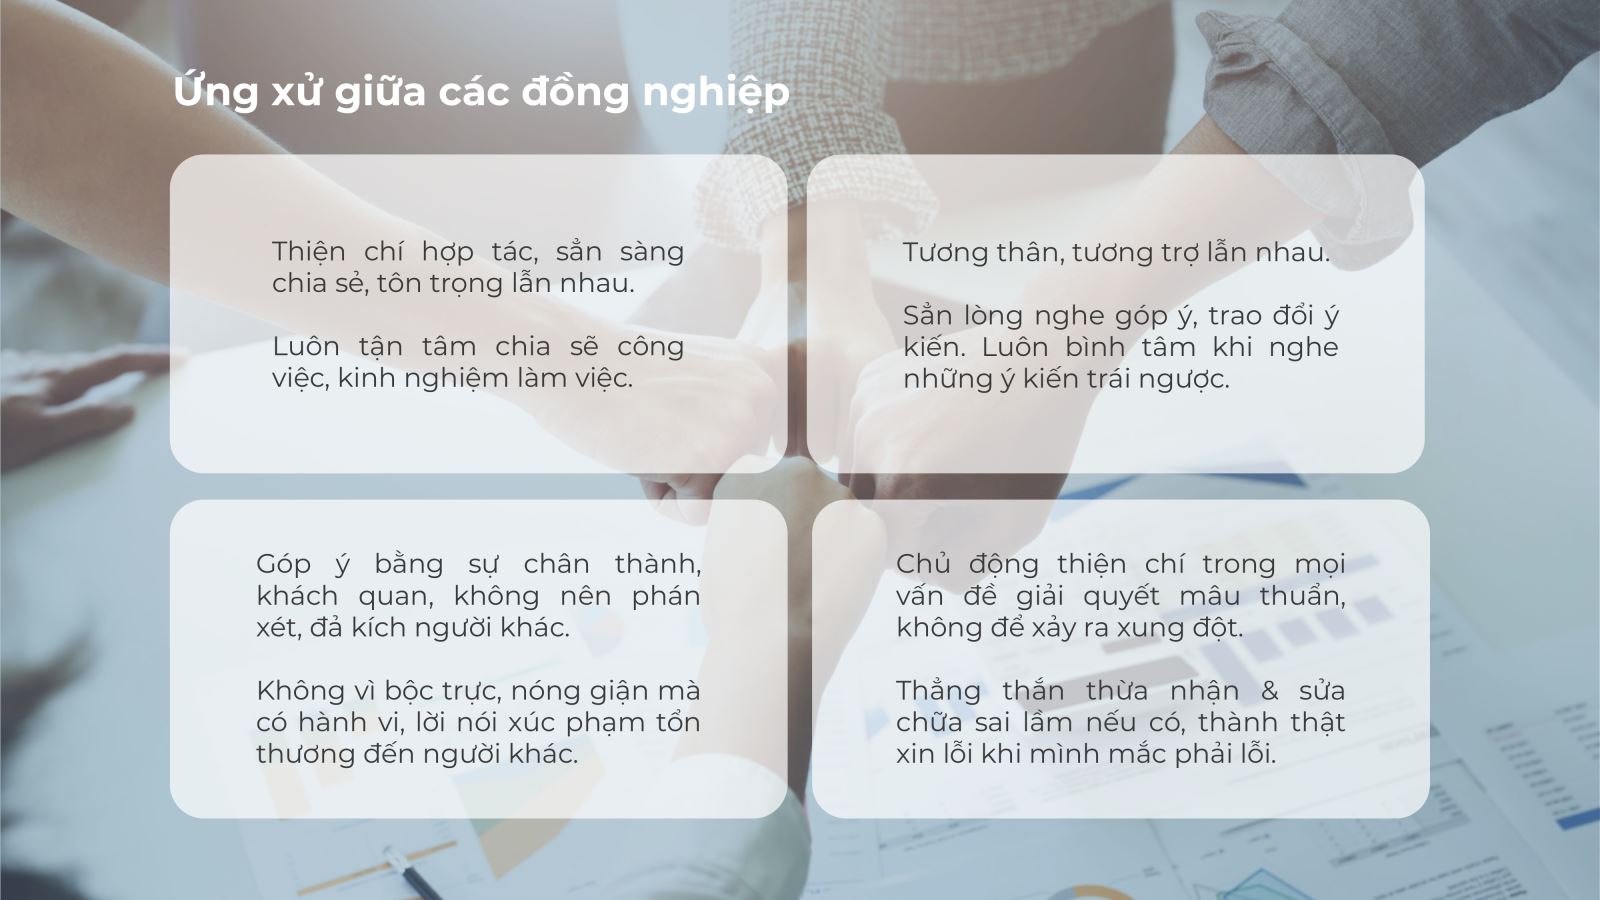 Ứng xử giữa các đồng nghiệp
Thiện chí hợp tác, sẳn sàng
chia sẻ, tôn trọng lẫn nhau.
Luôn tận tâm chia sẽ công
việc, kinh nghiệm làm việc.
Tương thân, tương trợ lẫn nhau.
Sẳn lòng nghe góp ý, trao đổi ý
kiến. Luôn bình tâm khi nghe
những ý kiến trái ngược.
Góp ý bằng sự chân thành,
khách quan, không nên phán
xét, đả kích người khác.
Không vì bộc trực, nóng giận mà
có hành vi, lời nói xúc phạm tổn
thương đến người khác.
Chủ động thiện chí trong mọi
vấn đề giải quyết mâu thuẩn,
không để xảy ra xung đột.
Thẳng thắn thừa nhận & sửa
chữa sai lầm nếu có, thành thật
xin lỗi khi mình mắc phải lỗi.